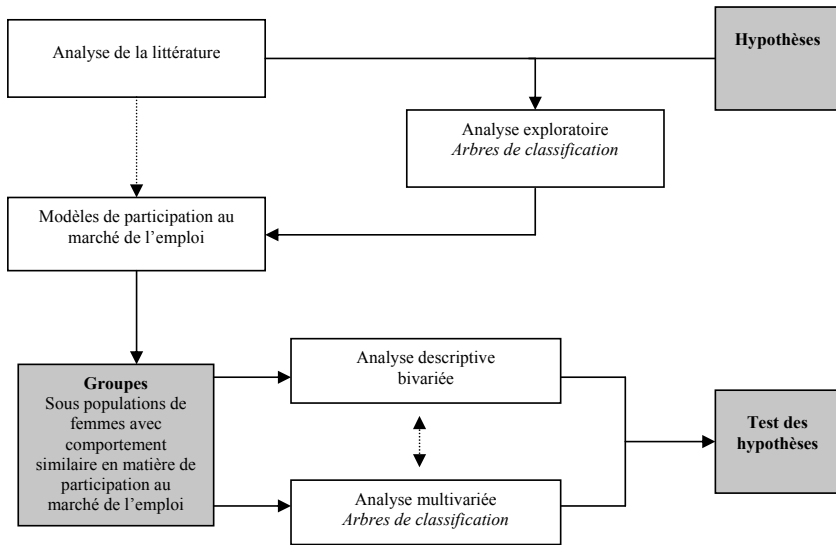 Analyse de la littérature
Hypothèses
Analyse exploratoire
Arbres de classification
Modèles de participation au
marché de l’emploi
Groupes
Sous populations de
femmes avec
comportement
similaire en matière de
participation au
marché de l’emploi
Analyse descriptive
bivariée
Analyse multivariée
Arbres de classification
Test des
hypothèses